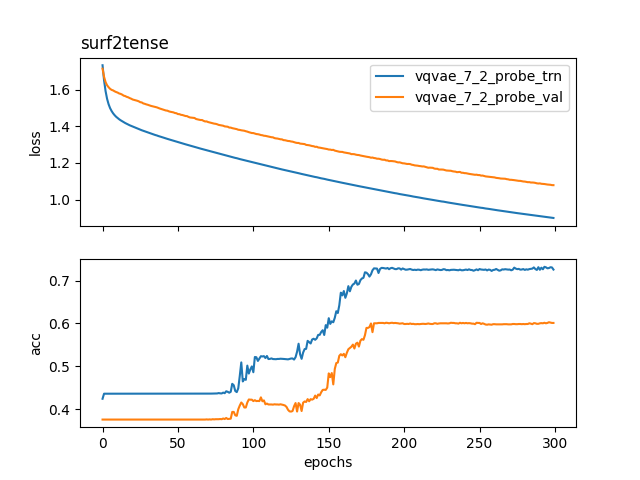 surf2tense
vqvae_7_2_probe_trn
vqvae_7_2_probe_val
loss
1.6
1.4
1.2
1.0
acc
0.7
0.6
0.5
0.4
0 50 100 150 200 250 300
epochs